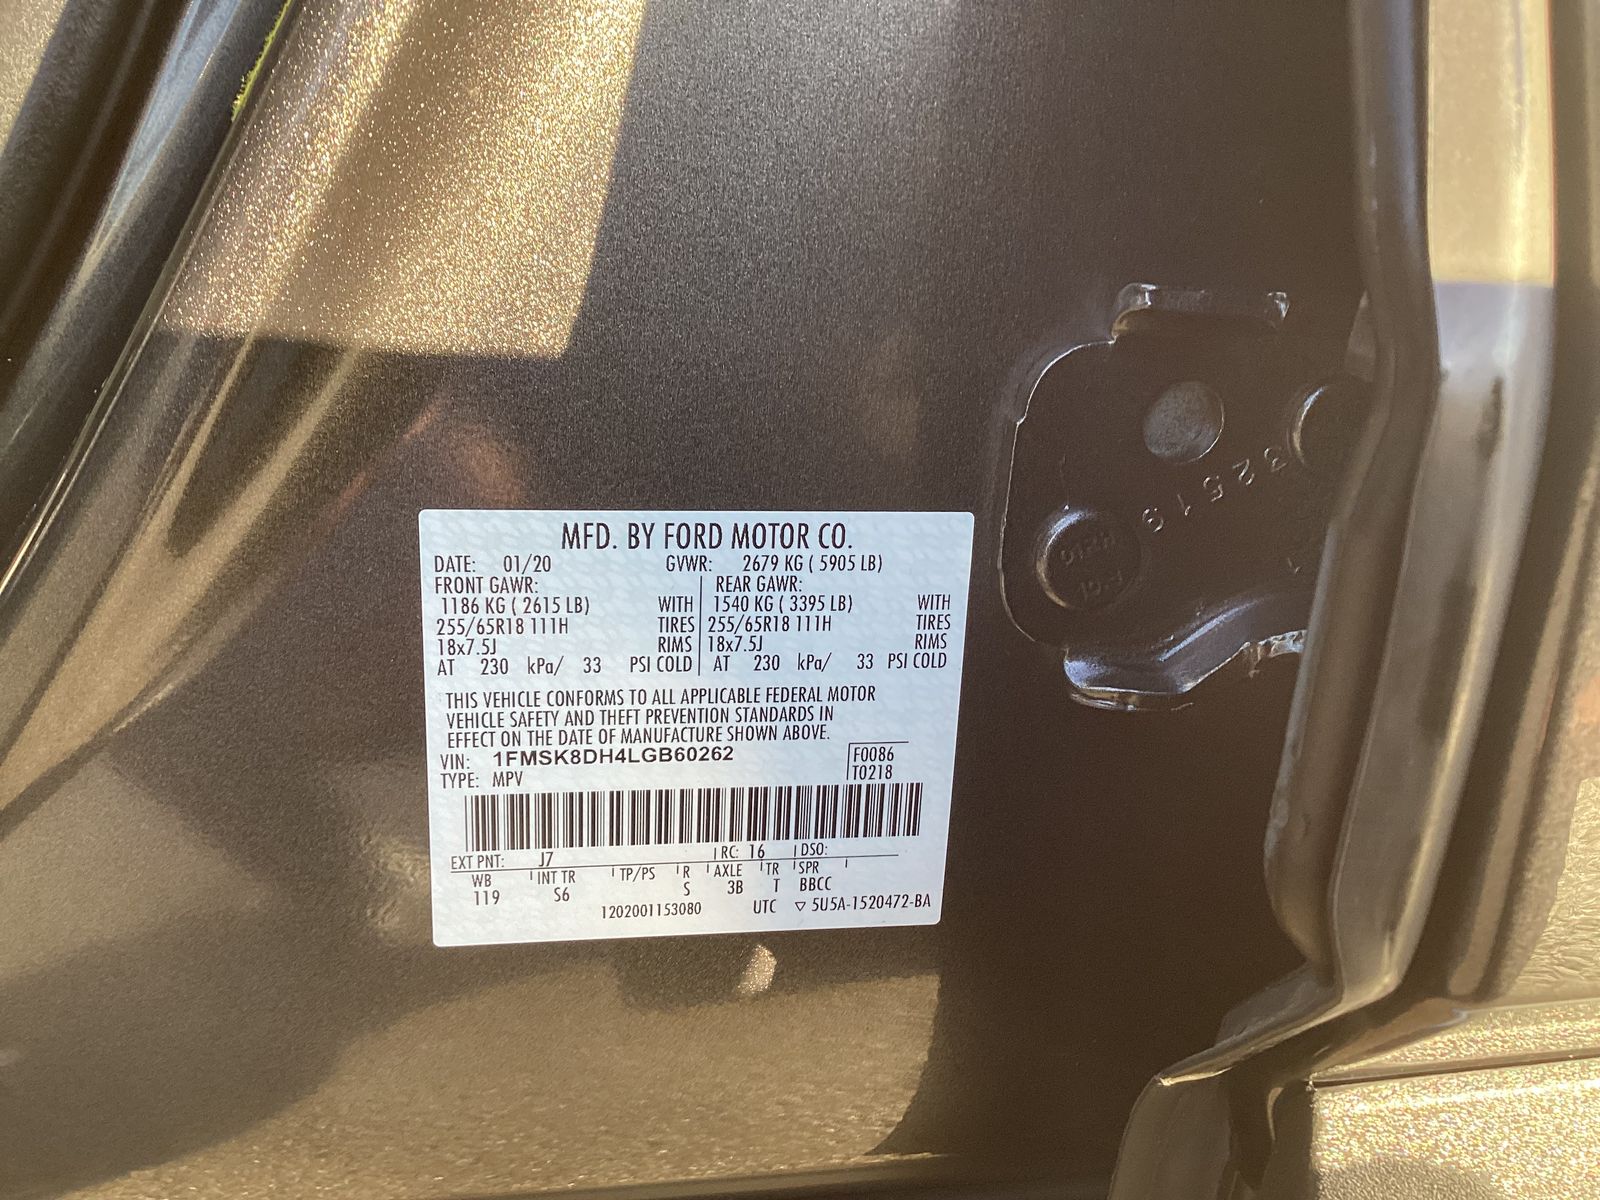 MFD. BY FORD MOTOR CO.
DATE: 01/20 GVWR: 2679 KG ( 5905 LB)
FRONT GAWR: REAR GAWR:
1186 KG ( 2615 LB) WITH 1540 KG ( 3395 LB) WITH
255/65R18 111H TIRES 255/65R18 111H TIRES
18x7.5J RIMS 18x7.5J RIMS
AT 230 kPa/ 33 PSI COLD AT 230 kPa/ 33 PSI COLD
THIS VEHICLE CONFORMS TO ALL APPLICABLE FEDERAL MOTOR
VEHICLE SAFETY AND THEFT PREVENTION STANDARDS IN
EFFECT ON THE DATE OF MANUFACTURE SHOWN ABOVE.
VIN: 1FMSK8DH4LGB60262 F0086
TYPE: MPV T0218
EXT PNT: J7 RC: 16 DSO:
WB INT TR TP/PS R AXLE TR SPR
119 S6 S 3B T BBCC
1202001153080 UTC ▽ 5U5A-1520472-BA
32519